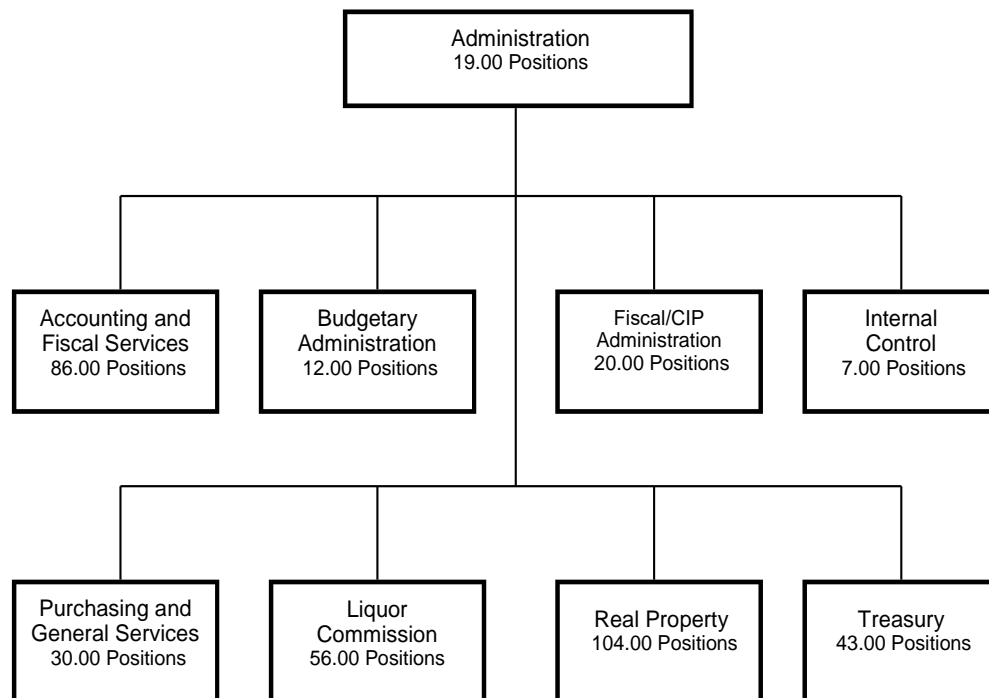 Administration
19.00 Positions
Accounting and
Fiscal Services
86.00 Positions
Budgetary
Administration
12.00 Positions
Fiscal/CIP
Administration
20.00 Positions
Internal
Control
7.00 Positions
Purchasing and
General Services
30.00 Positions
Liquor
Commission
56.00 Positions
Real Property
104.00 Positions
Treasury
43.00 Positions